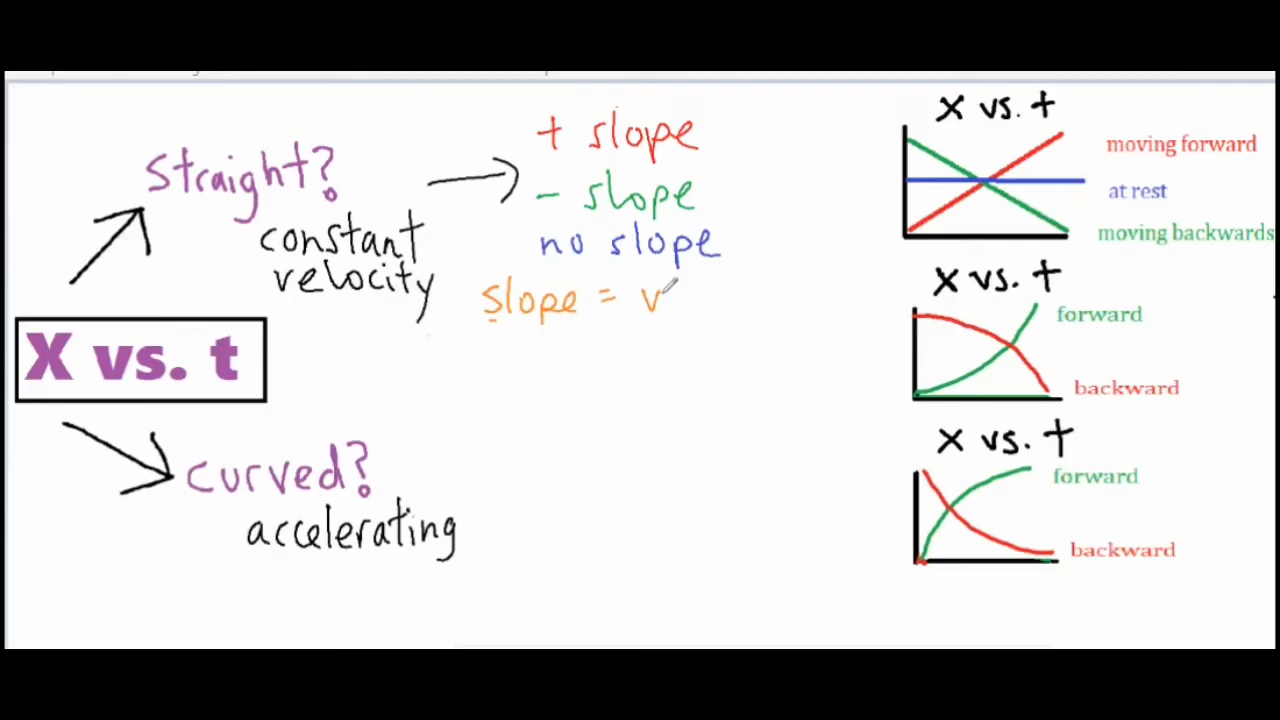 Straight?
constant
velocity
+ slope
- slope
no slope
slope = v
X vs. t
curved?
accelerating
X vs. t
moving forward
at rest
moving backwards
X vs. t
forward
backward
X vs. t
forward
backward